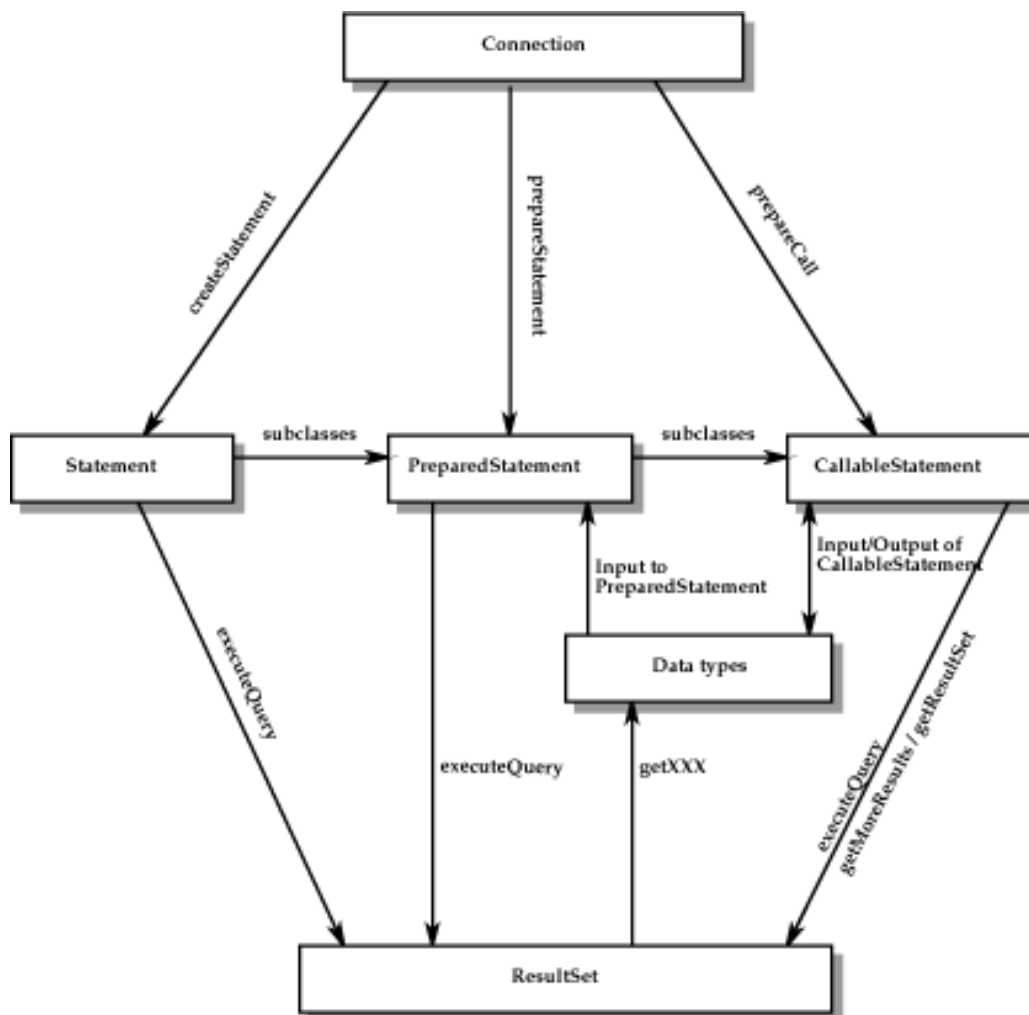 Connection
createStatement
prepareStatement
prepareCall
subclasses
subclasses
Statement
PreparedStatement
CallableStatement
Input to
PreparedStatement
Input/Output of
CallableStatement
executeQuery
Data types
executeQuery
getXXX
executeQuery
getMoreResults / getResultSet
ResultSet